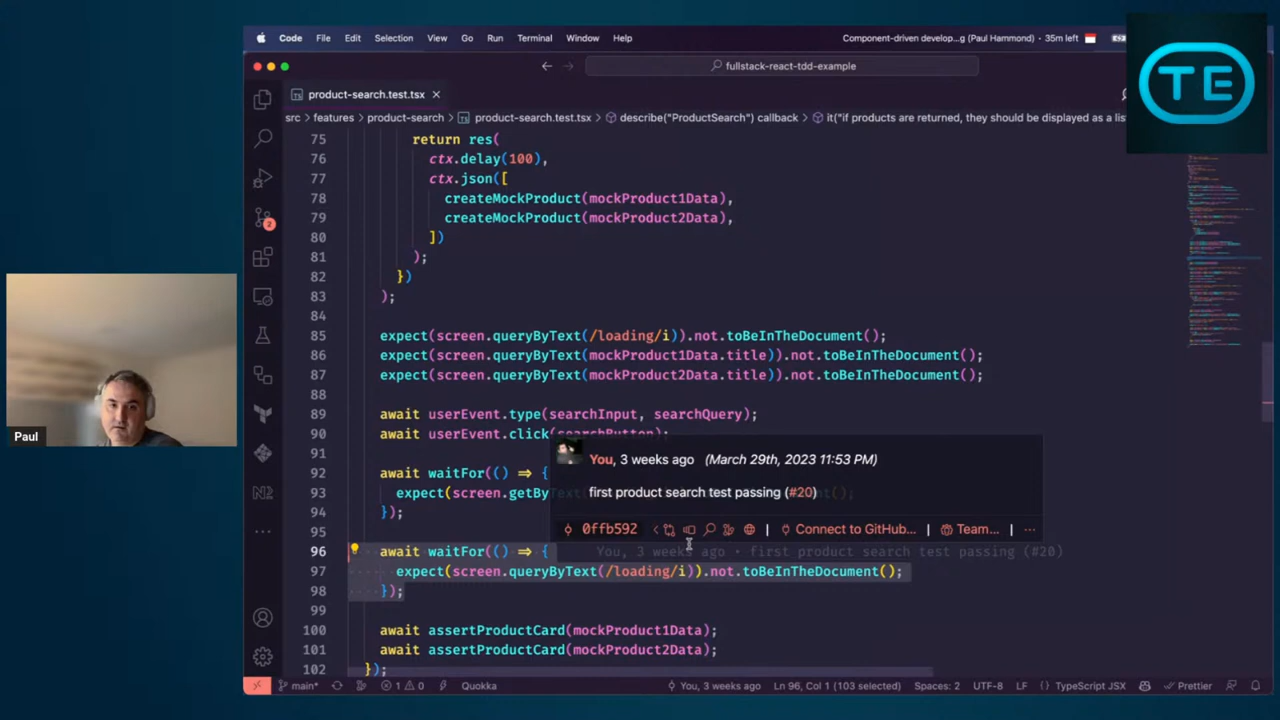 Code File Edit Selection View Go Run Terminal Window Help
Component-driven develop...g (Paul Hammond) · 35m left
TE
fullstack-react-tdd-example
product-search.test.tsx
src > features > product-search > product-search.test.tsx > describe("ProductSearch") callback > it("if products are returned, they should be displayed as a lis
75 return res(
76 ctx.delay(100),
77 ctx.json([
78 createMockProduct(mockProduct1Data),
79 createMockProduct(mockProduct2Data),
80 ])
81 );
82 })
83 );
84
85 expect(screen.queryByText(/loading/i)).not.toBeInTheDocument();
86 expect(screen.queryByText(mockProduct1Data.title)).not.toBeInTheDocument();
87 expect(screen.queryByText(mockProduct2Data.title)).not.toBeInTheDocument();
88
89 await userEvent.type(searchInput, searchQuery);
90 await userEvent.click(searchButton);
91
You, 3 weeks ago (March 29th, 2023 11:53 PM)
92 await waitFor(() => {
93 expect(screen.getByT
first product search test passing (#20)
94 });
0ffb592 | Connect to GitHub... | Team... | ...
95
96 await waitFor(() => { You, 3 weeks ago • first product search test passing (#20)
97 expect(screen.queryByText(/loading/i)).not.toBeInTheDocument();
98 });
99
100 await assertProductCard(mockProduct1Data);
101 await assertProductCard(mockProduct2Data);
102 });
Paul
2
N
main* 1 0 Quokka You, 3 weeks ago Ln 96, Col 1 (103 selected) Spaces: 2 UTF-8 LF { } TypeScript JSX Prettier